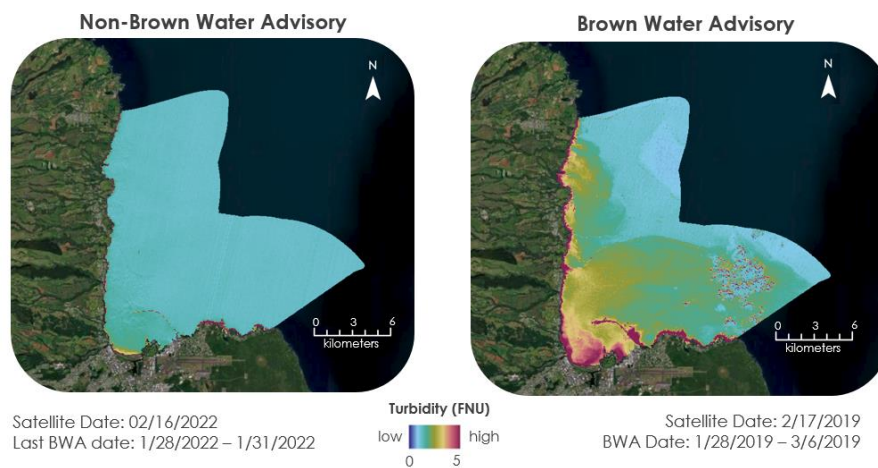 Non-Brown Water Advisory
Brown Water Advisory
N
N
0 3 6
kilometers
0 3 6
kilometers
Satellite Date: 02/16/2022
Last BWA date: 1/28/2022 – 1/31/2022
Turbidity (FNU)
low high
0 5
Satellite Date: 2/17/2019
BWA Date: 1/28/2019 – 3/6/2019